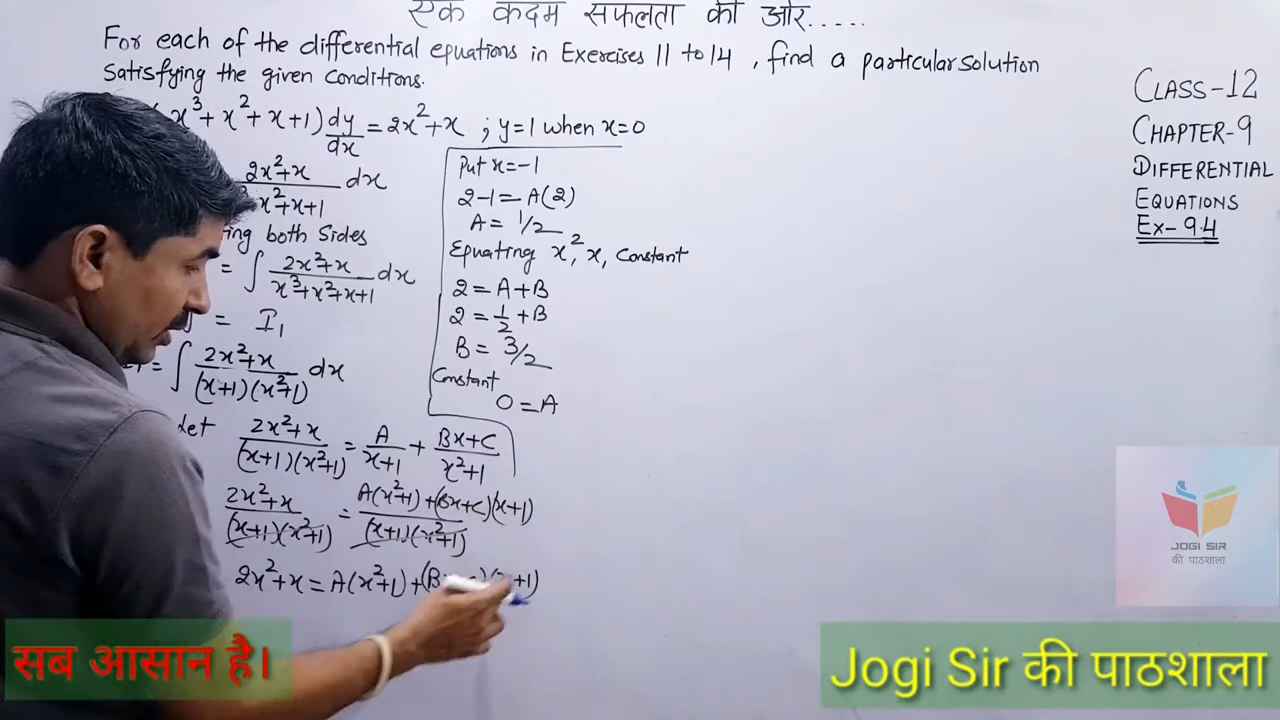 एक कदम सफलता की ओर.....
For each of the differential equations in Exercises 11 to 14, find a particular solution
Satisfying the given conditions.
x³+x²+x+1) dy/dx = 2x²+x ; y=1 when x=0
2x²+x / x²+x+1 dx
both Sides
= ∫ 2x²+x / x³+x²+x+1 dx
= I₁
= ∫ 2x²+x / (x+1)(x²+1) dx
Let 2x²+x / (x+1)(x²+1) = A / x+1 + Bx+C / x²+1
2x²+x / (x+1)(x²+1) = A(x²+1)+(Bx+C)(x+1) / (x+1)(x²+1)
2x²+x = A(x²+1)+(B +1)
Put x=-1
2-1=A(2)
A= 1/2
Equating x², x, Constant
2=A+B
2= 1/2 +B
B= 3/2
Constant
0=A
CLASS-12
CHAPTER-9
DIFFERENTIAL
EQUATIONS
Ex-9.4
JOGI SIR
की पाठशाला
सब आसान है।
Jogi Sir की पाठशाला